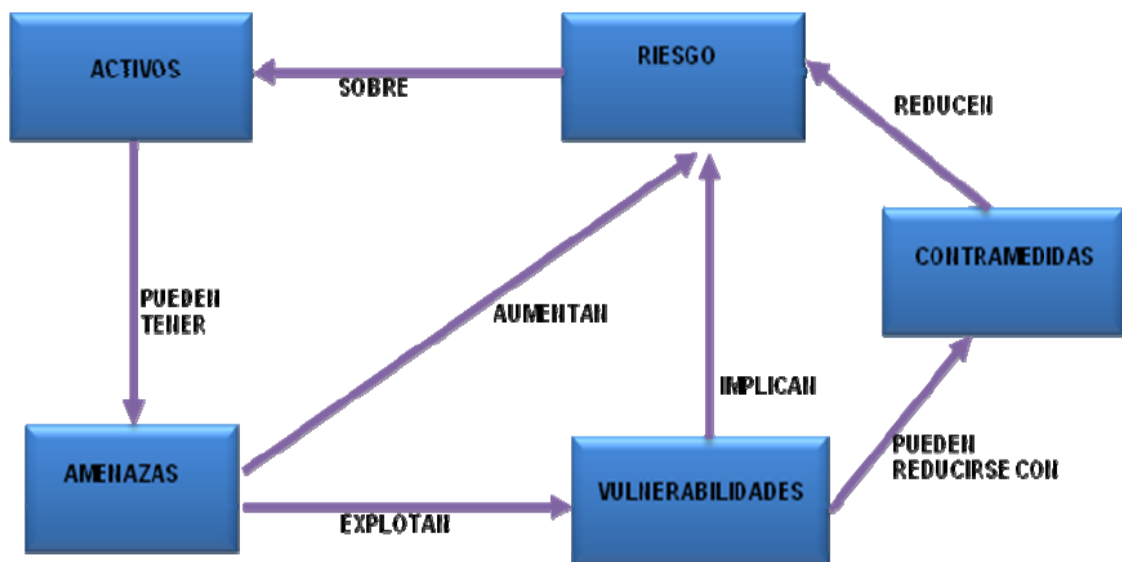 ACTIVOS
RIESGO
SOBRE
REDUCEN
CONTRAMEDIDAS
PUEDEN
TENER
AUMENTAN
IMPLICAN
PUEDEN
REDUCIRSE CON
AMENAZAS
VULNERABILIDADES
EXPLOTAN